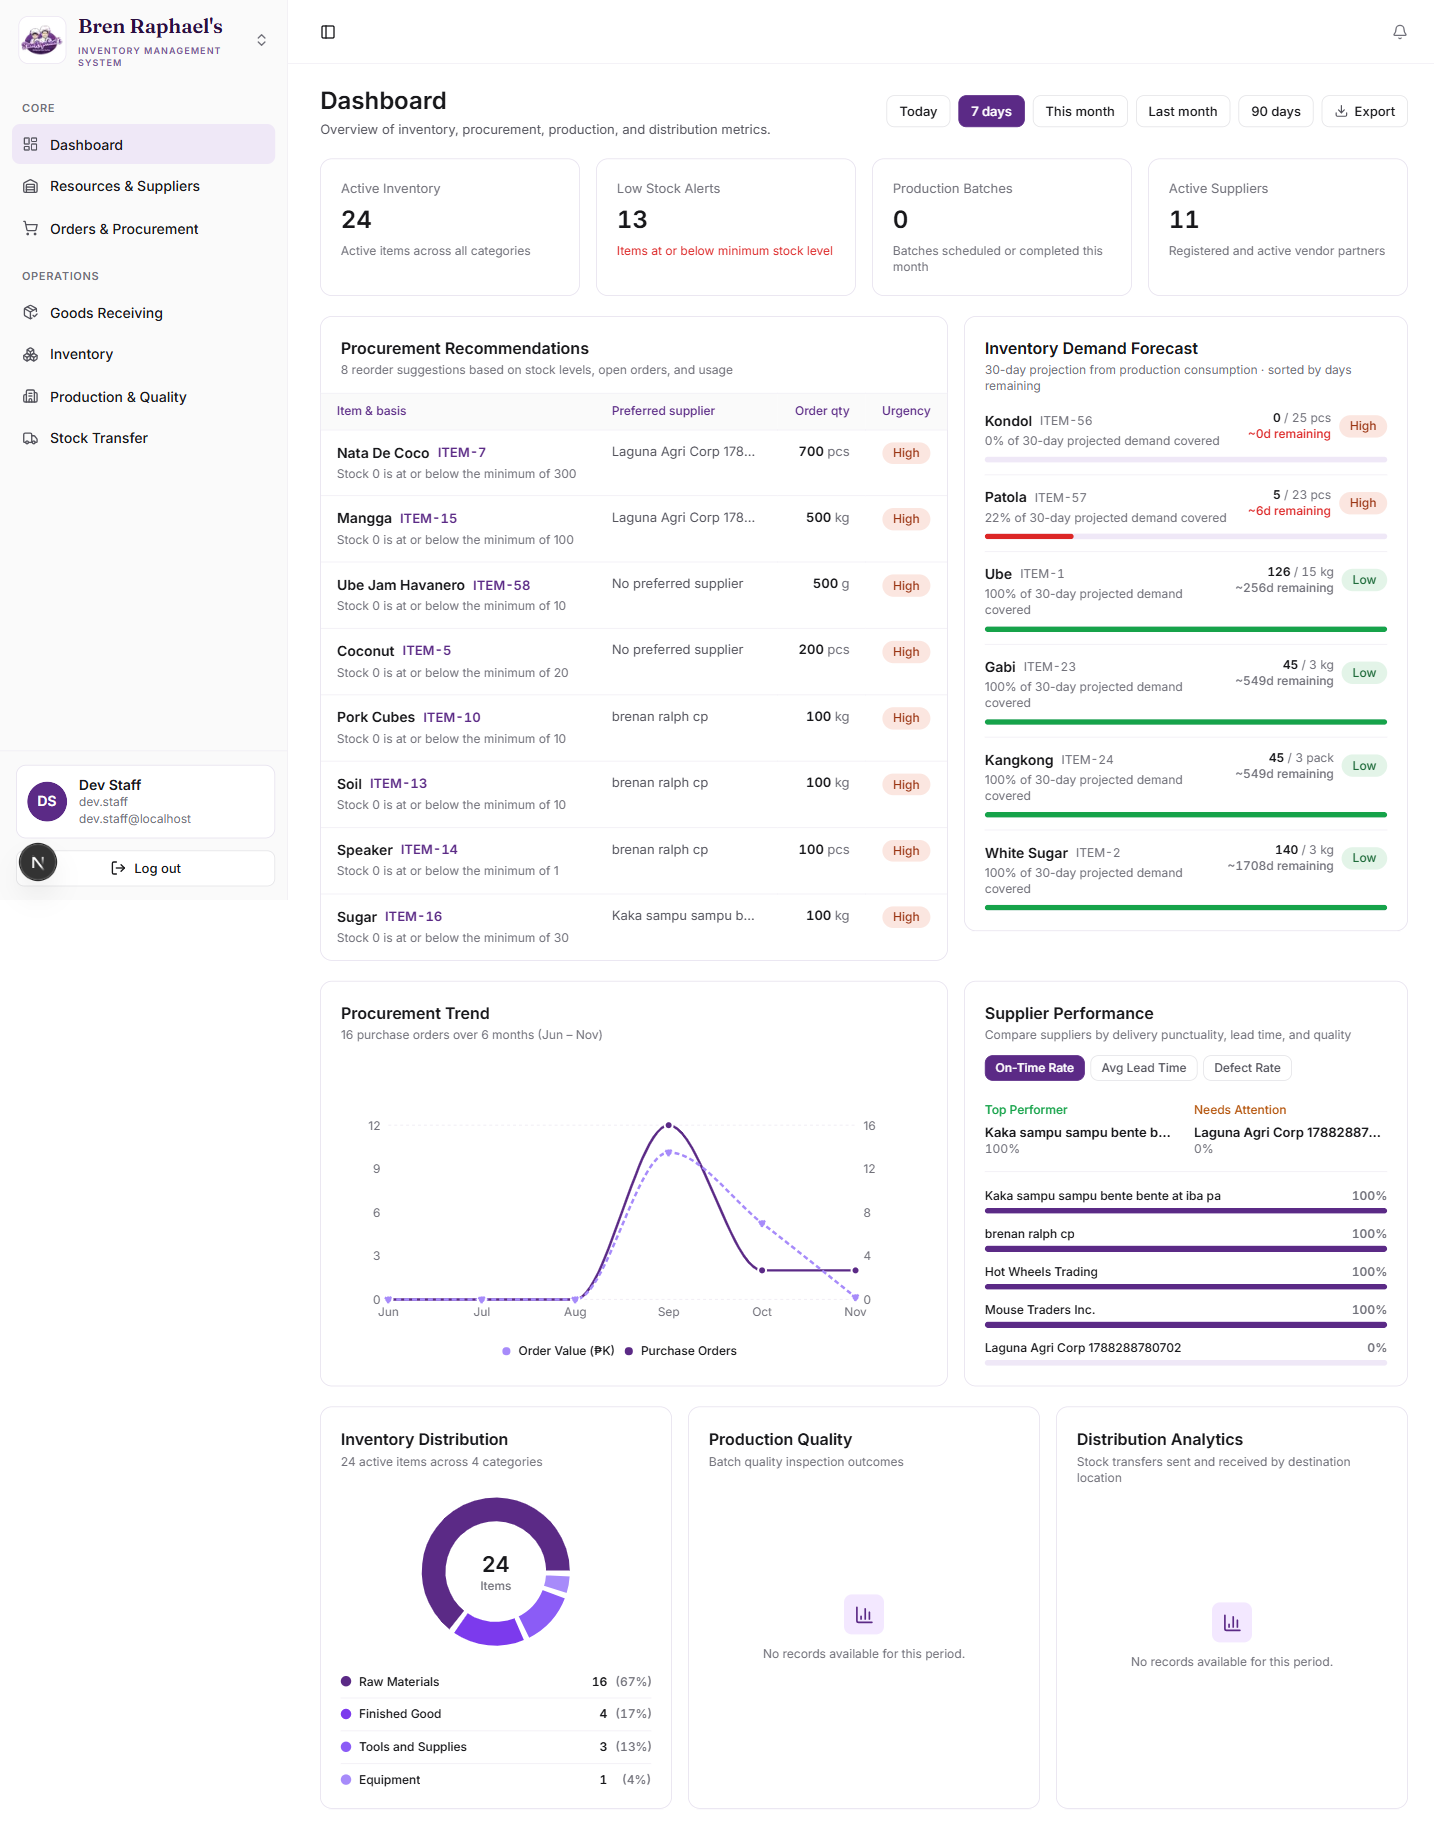 Bren Raphael's
INVENTORY MANAGEMENT
SYSTEM
CORE
Dashboard
Resources & Suppliers
Orders & Procurement
OPERATIONS
Goods Receiving
Inventory
Production & Quality
Stock Transfer
DS
Dev Staff
dev.staff
dev.staff@localhost
N
Log out
Dashboard
Overview of inventory, procurement, production, and distribution metrics.
Today
7 days
This month
Last month
90 days
Export
Active Inventory
24
Active items across all categories
Low Stock Alerts
13
Items at or below minimum stock level
Production Batches
0
Batches scheduled or completed this
month
Active Suppliers
11
Registered and active vendor partners
Procurement Recommendations
8 reorder suggestions based on stock levels, open orders, and usage
Item & basis Preferred supplier Order qty Urgency
Nata De Coco ITEM-7 Laguna Agri Corp 178... 700 pcs High
Stock 0 is at or below the minimum of 300
Mangga ITEM-15 Laguna Agri Corp 178... 500 kg High
Stock 0 is at or below the minimum of 100
Ube Jam Havanero ITEM-58 No preferred supplier 500 g High
Stock 0 is at or below the minimum of 10
Coconut ITEM-5 No preferred supplier 200 pcs High
Stock 0 is at or below the minimum of 20
Pork Cubes ITEM-10 brenan ralph cp 100 kg High
Stock 0 is at or below the minimum of 10
Soil ITEM-13 brenan ralph cp 100 kg High
Stock 0 is at or below the minimum of 10
Speaker ITEM-14 brenan ralph cp 100 pcs High
Stock 0 is at or below the minimum of 1
Sugar ITEM-16 Kaka sampu sampu b... 100 kg High
Stock 0 is at or below the minimum of 30
Inventory Demand Forecast
30-day projection from production consumption · sorted by days
remaining
Kondol ITEM-56 0 / 25 pcs High
0% of 30-day projected demand covered ~0d remaining
Patola ITEM-57 5 / 23 pcs High
22% of 30-day projected demand covered ~6d remaining
Ube ITEM-1 126 / 15 kg Low
100% of 30-day projected demand ~256d remaining
covered
Gabi ITEM-23 45 / 3 kg Low
100% of 30-day projected demand ~549d remaining
covered
Kangkong ITEM-24 45 / 3 pack Low
100% of 30-day projected demand ~549d remaining
covered
White Sugar ITEM-2 140 / 3 kg Low
100% of 30-day projected demand ~1708d remaining
covered
Procurement Trend
16 purchase orders over 6 months (Jun – Nov)
12 16
9 12
6 8
3 4
0 0
Jun Jul Aug Sep Oct Nov
Order Value (₱K) Purchase Orders
Supplier Performance
Compare suppliers by delivery punctuality, lead time, and quality
On-Time Rate Avg Lead Time Defect Rate
Top Performer Needs Attention
Kaka sampu sampu bente b... Laguna Agri Corp 17882887...
100% 0%
Kaka sampu sampu bente bente at iba pa 100%
brenan ralph cp 100%
Hot Wheels Trading 100%
Mouse Traders Inc. 100%
Laguna Agri Corp 1788288780702 0%
Inventory Distribution
24 active items across 4 categories
24
Items
Raw Materials 16 (67%)
Finished Good 4 (17%)
Tools and Supplies 3 (13%)
Equipment 1 (4%)
Production Quality
Batch quality inspection outcomes
No records available for this period.
Distribution Analytics
Stock transfers sent and received by destination
location
No records available for this period.